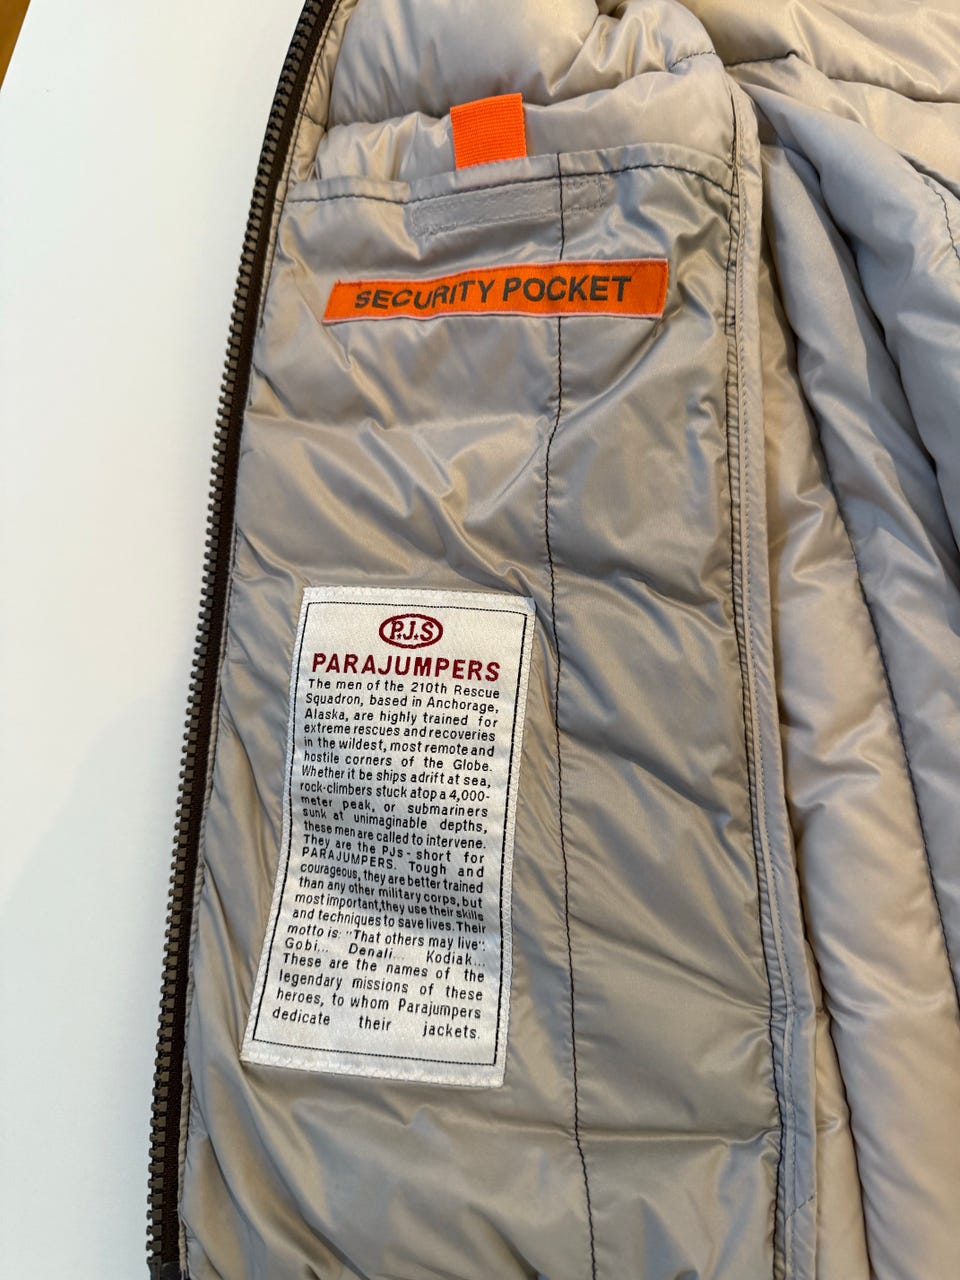 SECURITY POCKET
P.J.S
PARAJUMPERS
The men of the 210th Rescue
Squadron, based in Anchorage,
Alaska, are highly trained for
extreme rescues and recoveries
in the wildest, most remote and
hostile corners of the Globe.
Whether it be ships adrift at sea,
rock-climbers stuck atop a 4,000-
meter peak, or submariners
sunk at unimaginable depths,
these men are called to intervene.
They are the PJs - short for
PARAJUMPERS. Tough and
courageous, they are better trained
than any other military corps, but
most important,they use their skills
and techniques to save lives. Their
motto is: "That others may live":
Gobi... Denali... Kodiak...
These are the names of the
legendary missions of these
heroes, to whom Parajumpers
dedicate their jackets.